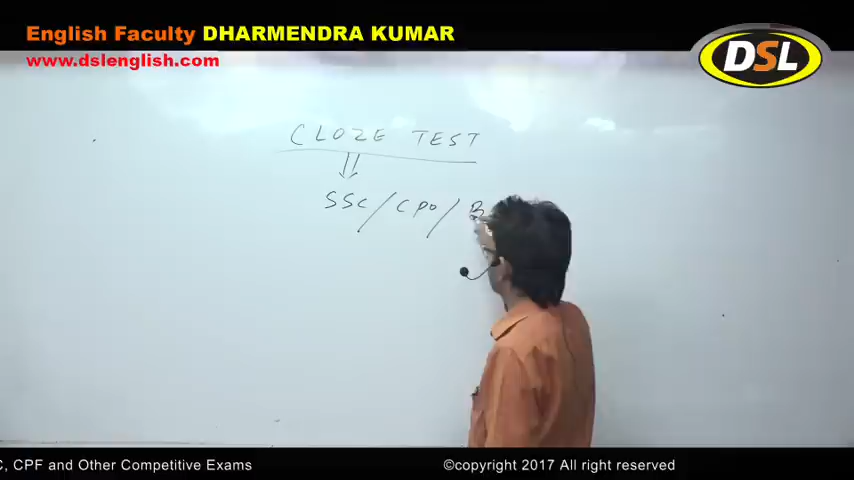 English Faculty DHARMENDRA KUMAR
www.dslenglish.com
DSL
CLOZE TEST
SSC / CPO / B
C, CPF and Other Competitive Exams
©copyright 2017 All right reserved